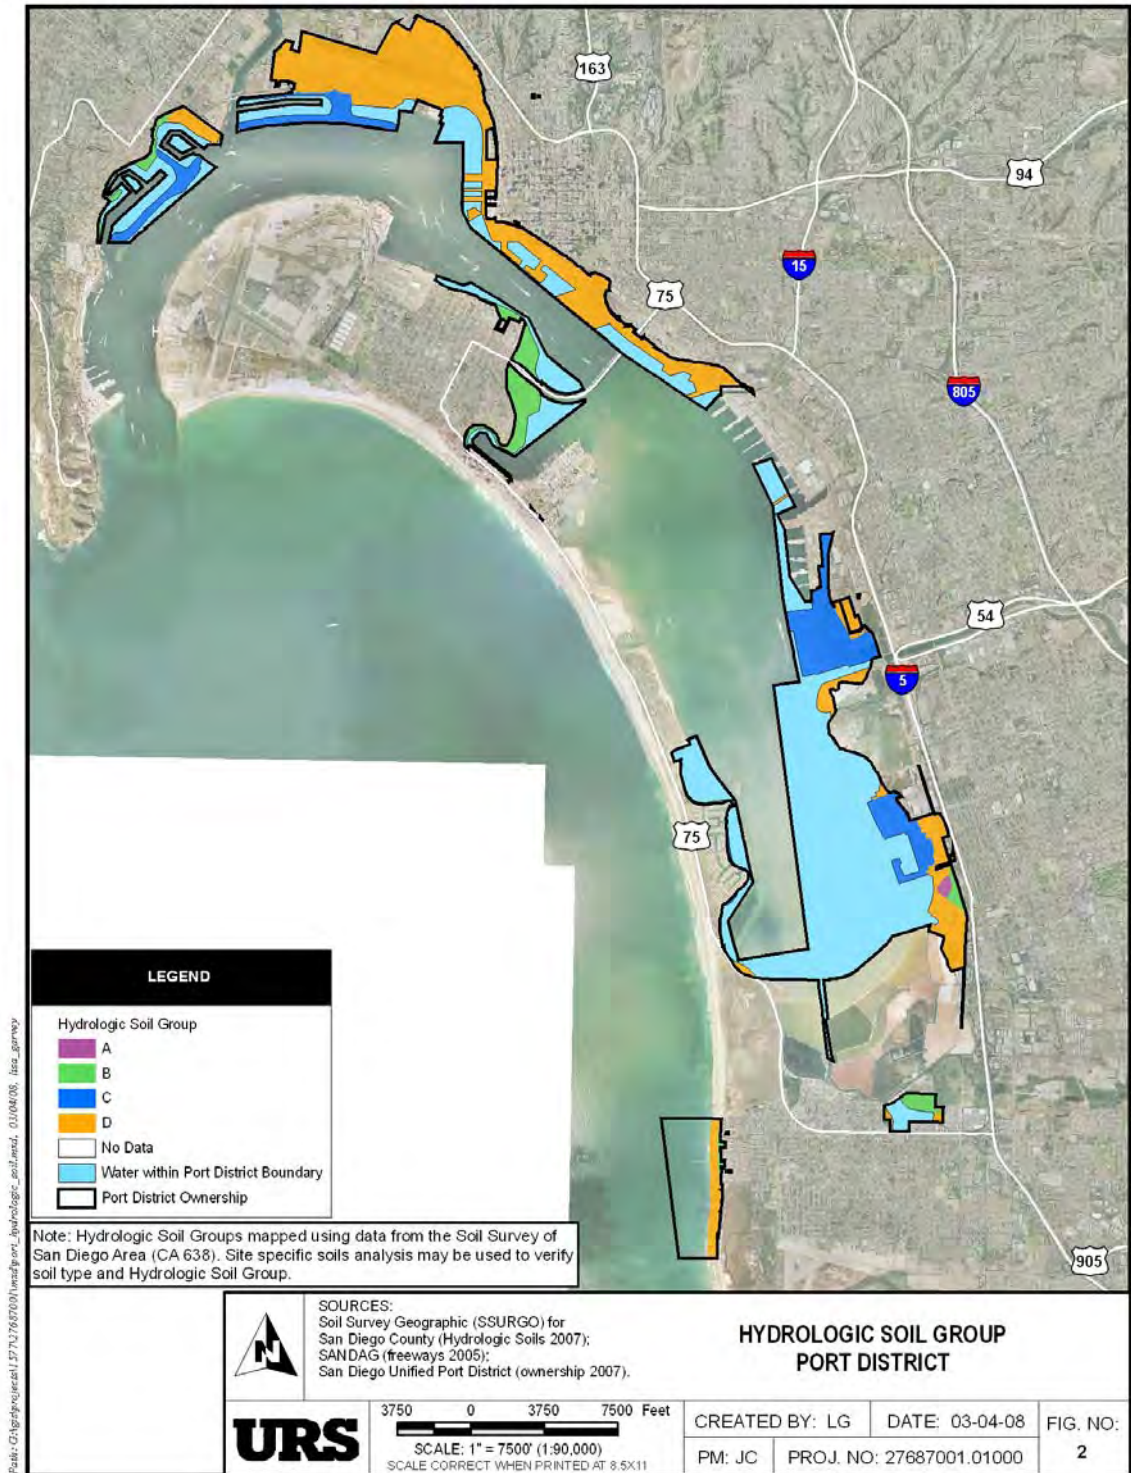 163
94
15
75
805
54
5
75
905
LEGEND
Hydrologic Soil Group
A
B
C
D
No Data
Water within Port District Boundary
Port District Ownership
Note: Hydrologic Soil Groups mapped using data from the Soil Survey of
San Diego Area (CA 638). Site specific soils analysis may be used to verify
soil type and Hydrologic Soil Group.
N
SOURCES:
Soil Survey Geographic (SSURGO) for
San Diego County (Hydrologic Soils 2007);
SANDAG (freeways 2005);
San Diego Unified Port District (ownership 2007).
HYDROLOGIC SOIL GROUP
PORT DISTRICT
URS
3750 0 3750 7500 Feet
SCALE: 1" = 7500' (1:90,000)
SCALE CORRECT WHEN PRINTED AT 8.5X11
CREATED BY: LG
DATE: 03-04-08
FIG. NO:
2
PM: JC
PROJ. NO: 27687001.01000